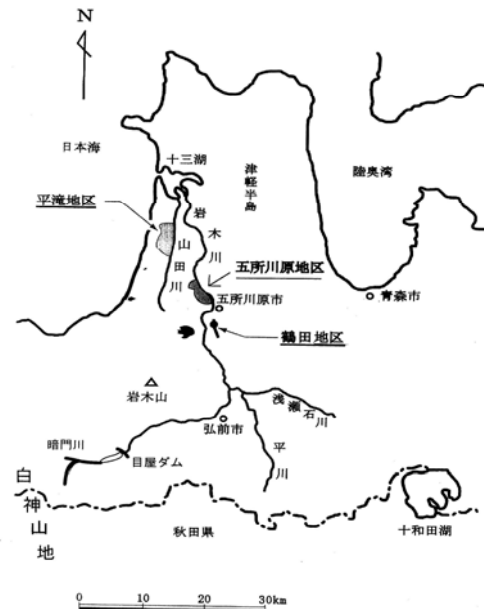 N
日本海
十三湖
津軽半島
陸奥湾
平滝地区
岩木川
山田川
五所川原地区
五所川原市
青森市
鶴田地区
岩木山
浅瀬石川
弘前市
平川
暗門川
目屋ダム
白神山地
秋田県
十和田湖
0 10 20 30km